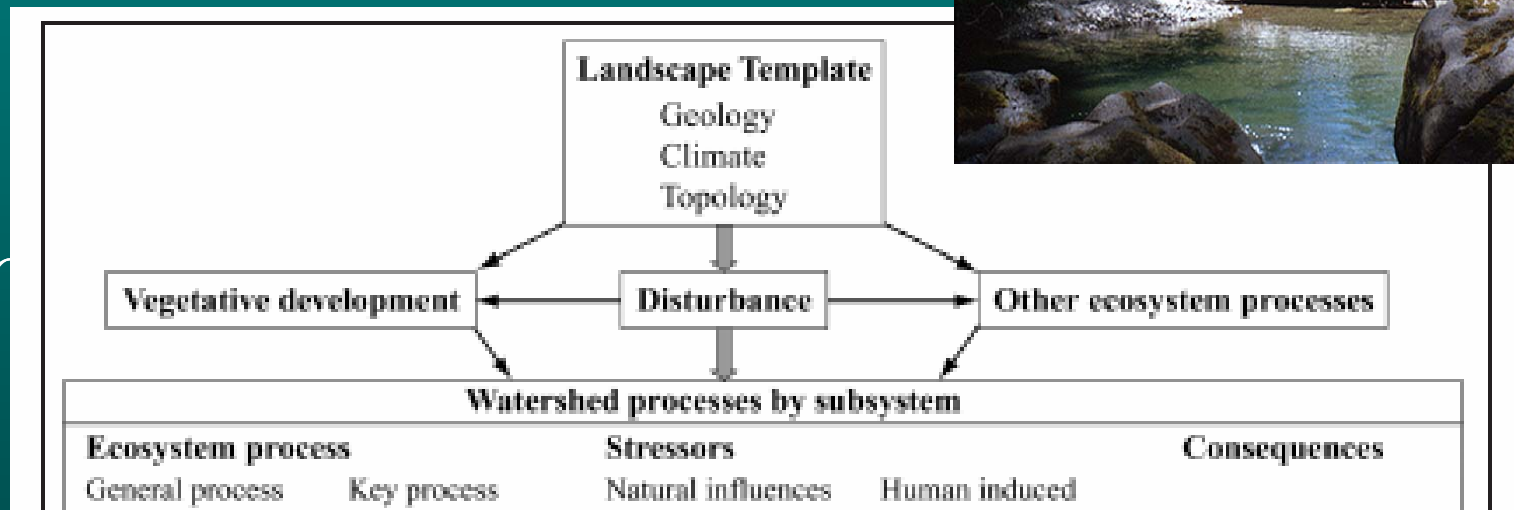 Landscape Template
Geology
Climate
Topology
Vegetative development
Disturbance
Other ecosystem processes
Watershed processes by subsystem
Ecosystem process Stressors Consequences
General process Key process Natural influences Human induced